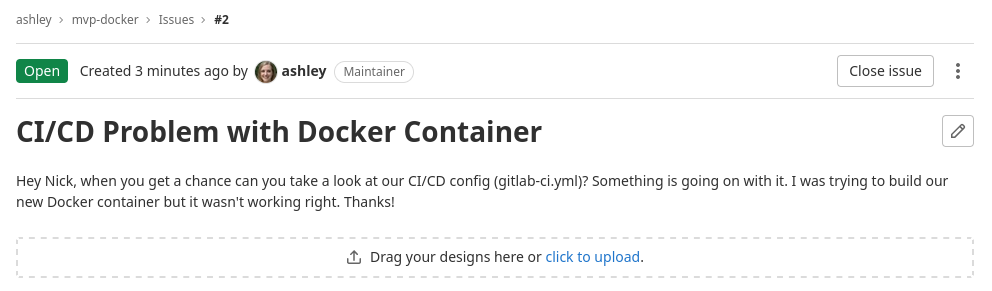 ashley › mvp-docker › Issues › #2
Open Created 3 minutes ago by ashley Maintainer Close issue
CI/CD Problem with Docker Container
Hey Nick, when you get a chance can you take a look at our CI/CD config (gitlab-ci.yml)? Something is going on with it. I was trying to build our
new Docker container but it wasn't working right. Thanks!
Drag your designs here or click to upload.